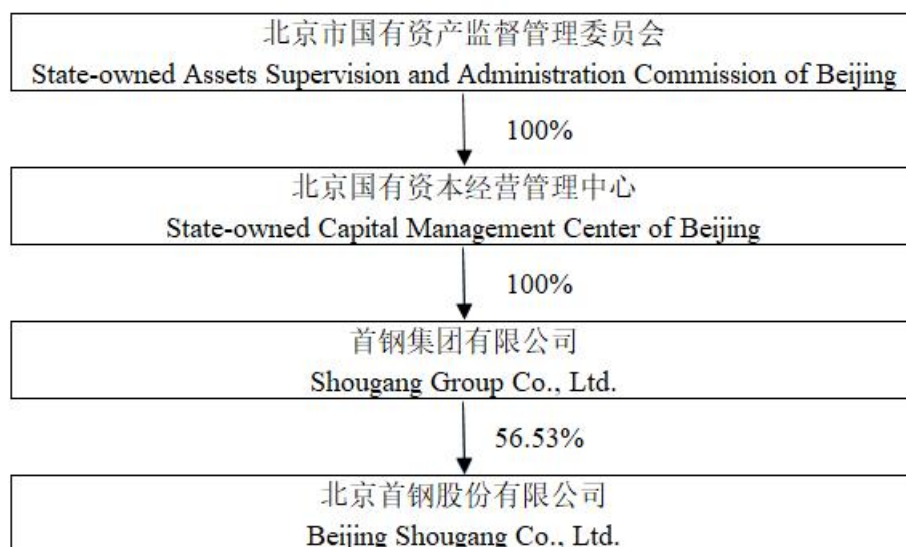 北京市国有资产监督管理委员会
State-owned Assets Supervision and Administration Commission of Beijing
100%
北京国有资本经营管理中心
State-owned Capital Management Center of Beijing
100%
首钢集团有限公司
Shougang Group Co., Ltd.
56.53%
北京首钢股份有限公司
Beijing Shougang Co., Ltd.